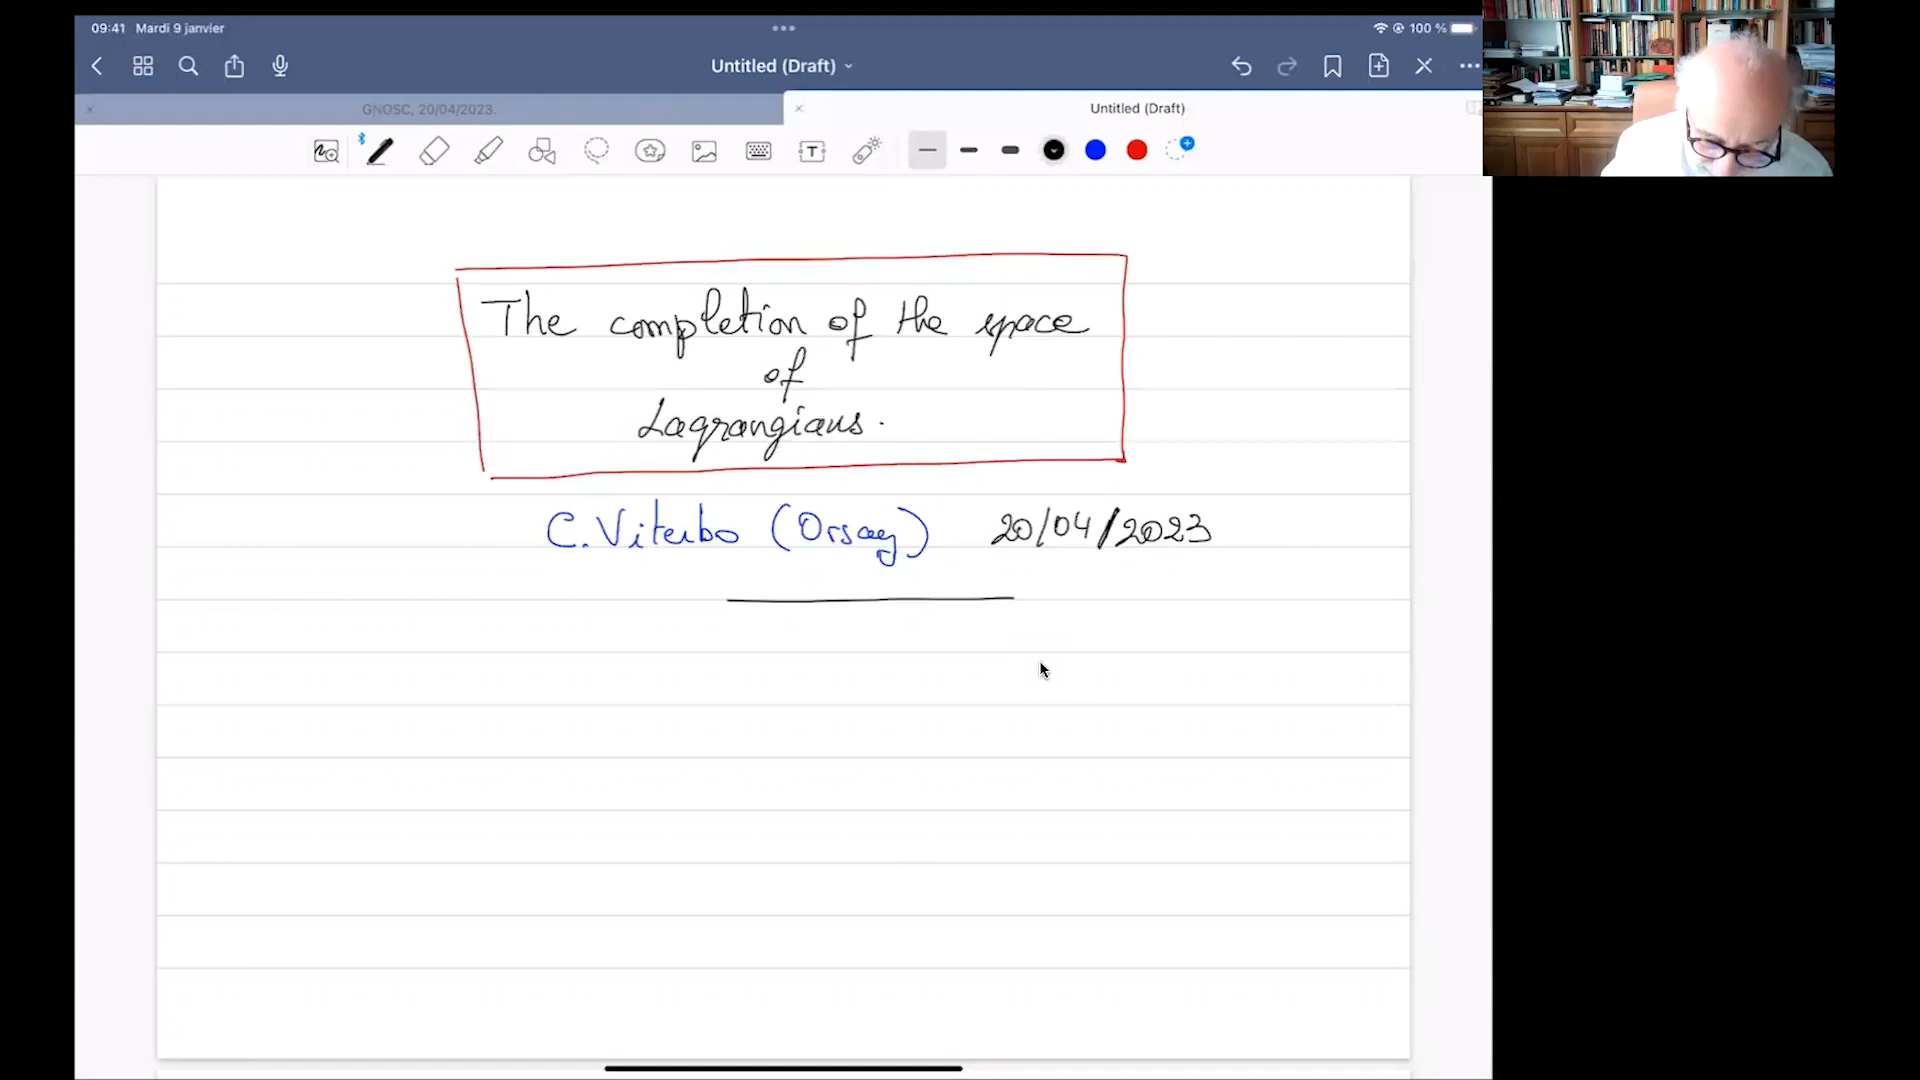 09:41 Mardi 9 janvier
100 %
Untitled (Draft)
GNOSC, 20/04/2023.
Untitled (Draft)
T
The completion of the space
of
Lagrangians.
C. Viterbo (Orsay) 20/04/2023